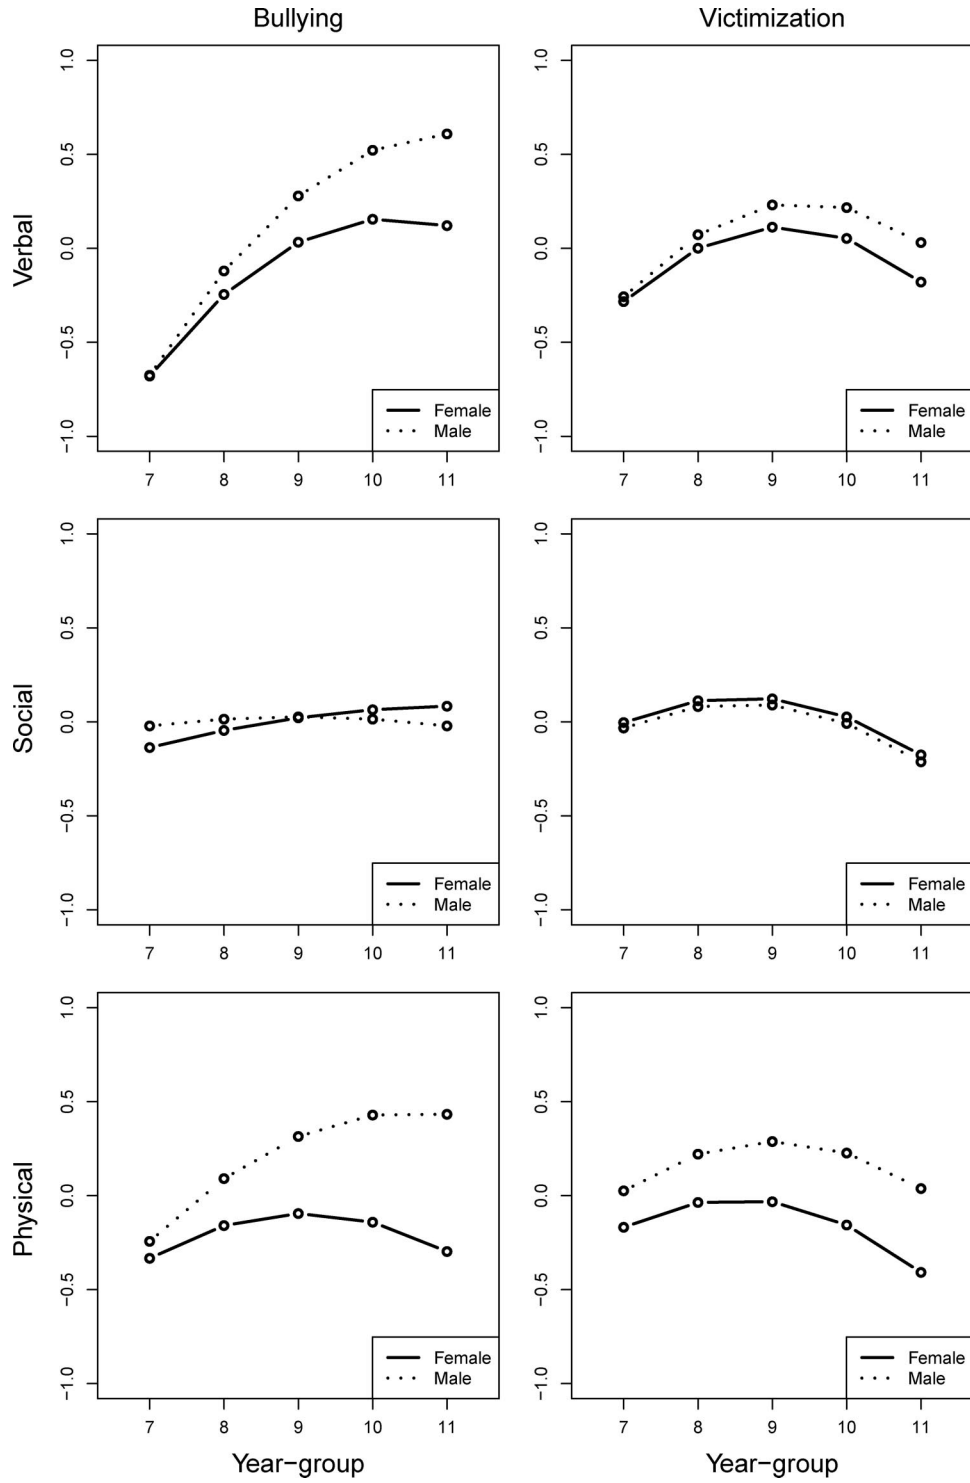 Bullying
Victimization
Verbal
1.0
0.5
0.0
−0.5
−1.0
Female
Male
7 8 9 10 11
1.0
0.5
0.0
−0.5
−1.0
Female
Male
7 8 9 10 11
Social
1.0
0.5
0.0
−0.5
−1.0
Female
Male
7 8 9 10 11
1.0
0.5
0.0
−0.5
−1.0
Female
Male
7 8 9 10 11
Physical
1.0
0.5
0.0
−0.5
−1.0
Female
Male
7 8 9 10 11
Year−group
1.0
0.5
0.0
−0.5
−1.0
Female
Male
7 8 9 10 11
Year−group